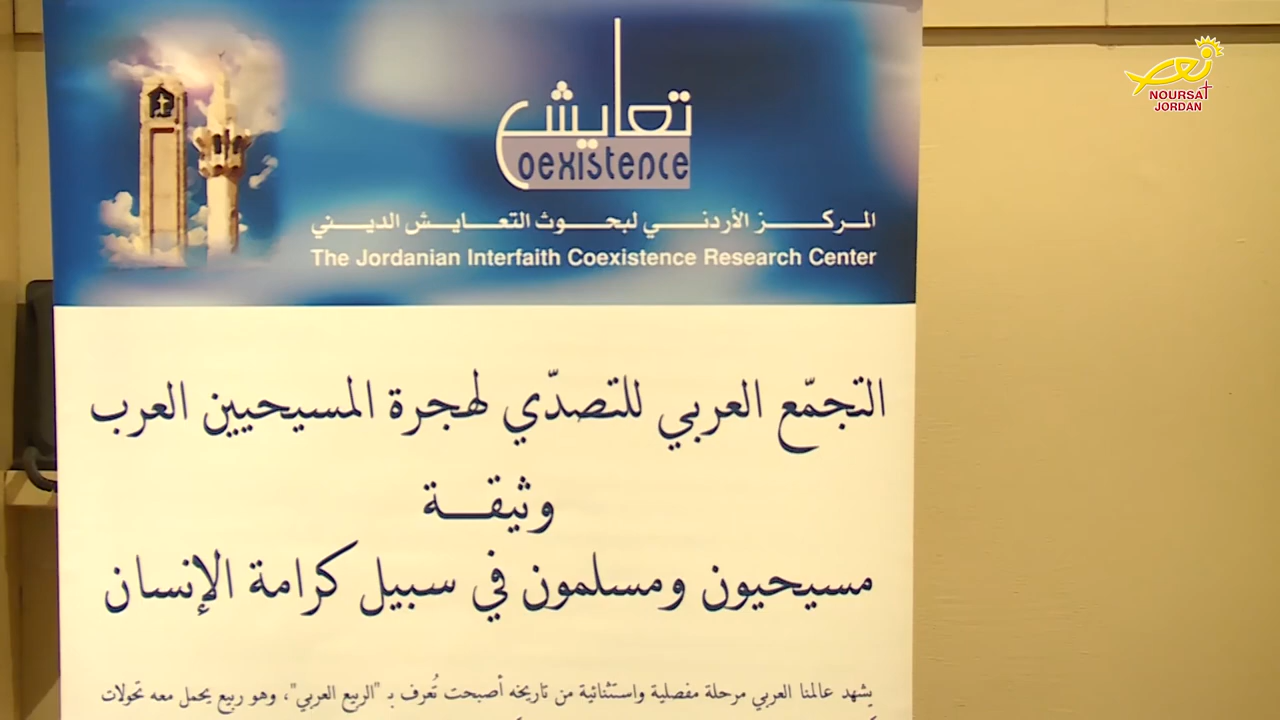 تعايش
Coexistence
المركز الأردني لبحوث التعايش الديني
The Jordanian Interfaith Coexistence Research Center
التجمّع العربي للتصدّي لهجرة المسيحيين العرب
وثيقة
مسيحيون ومسلمون في سبيل كرامة الإنسان
يشهد عالمنا العربي مرحلة مفصلية واستثنائية من تاريخه أصبحت تُعرف بـ "الربيع العربي"، وهو ربيع يحمل معه تحولات
NOURSAT
JORDAN